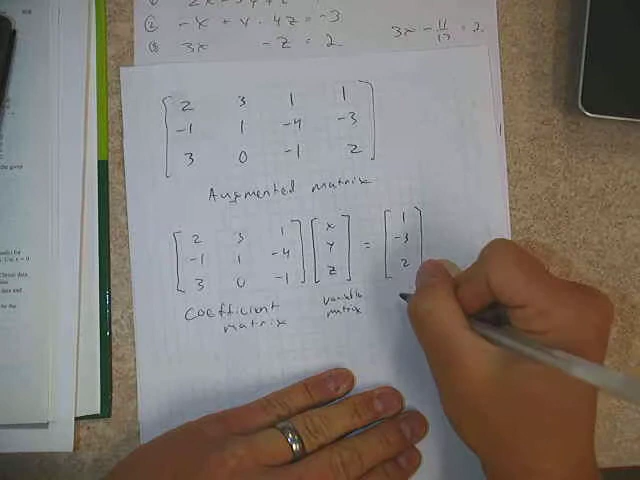 ② -x + y - 4z = -3
③ 3x - z = 2
3x - 11/17 = 2
2 3 1 1
-1 1 -4 -3
3 0 -1 2
Augmented matrix
2 3 1 x = 1
-1 1 -4 y -3
3 0 -1 z 2
Coefficient matrix
variable matrix